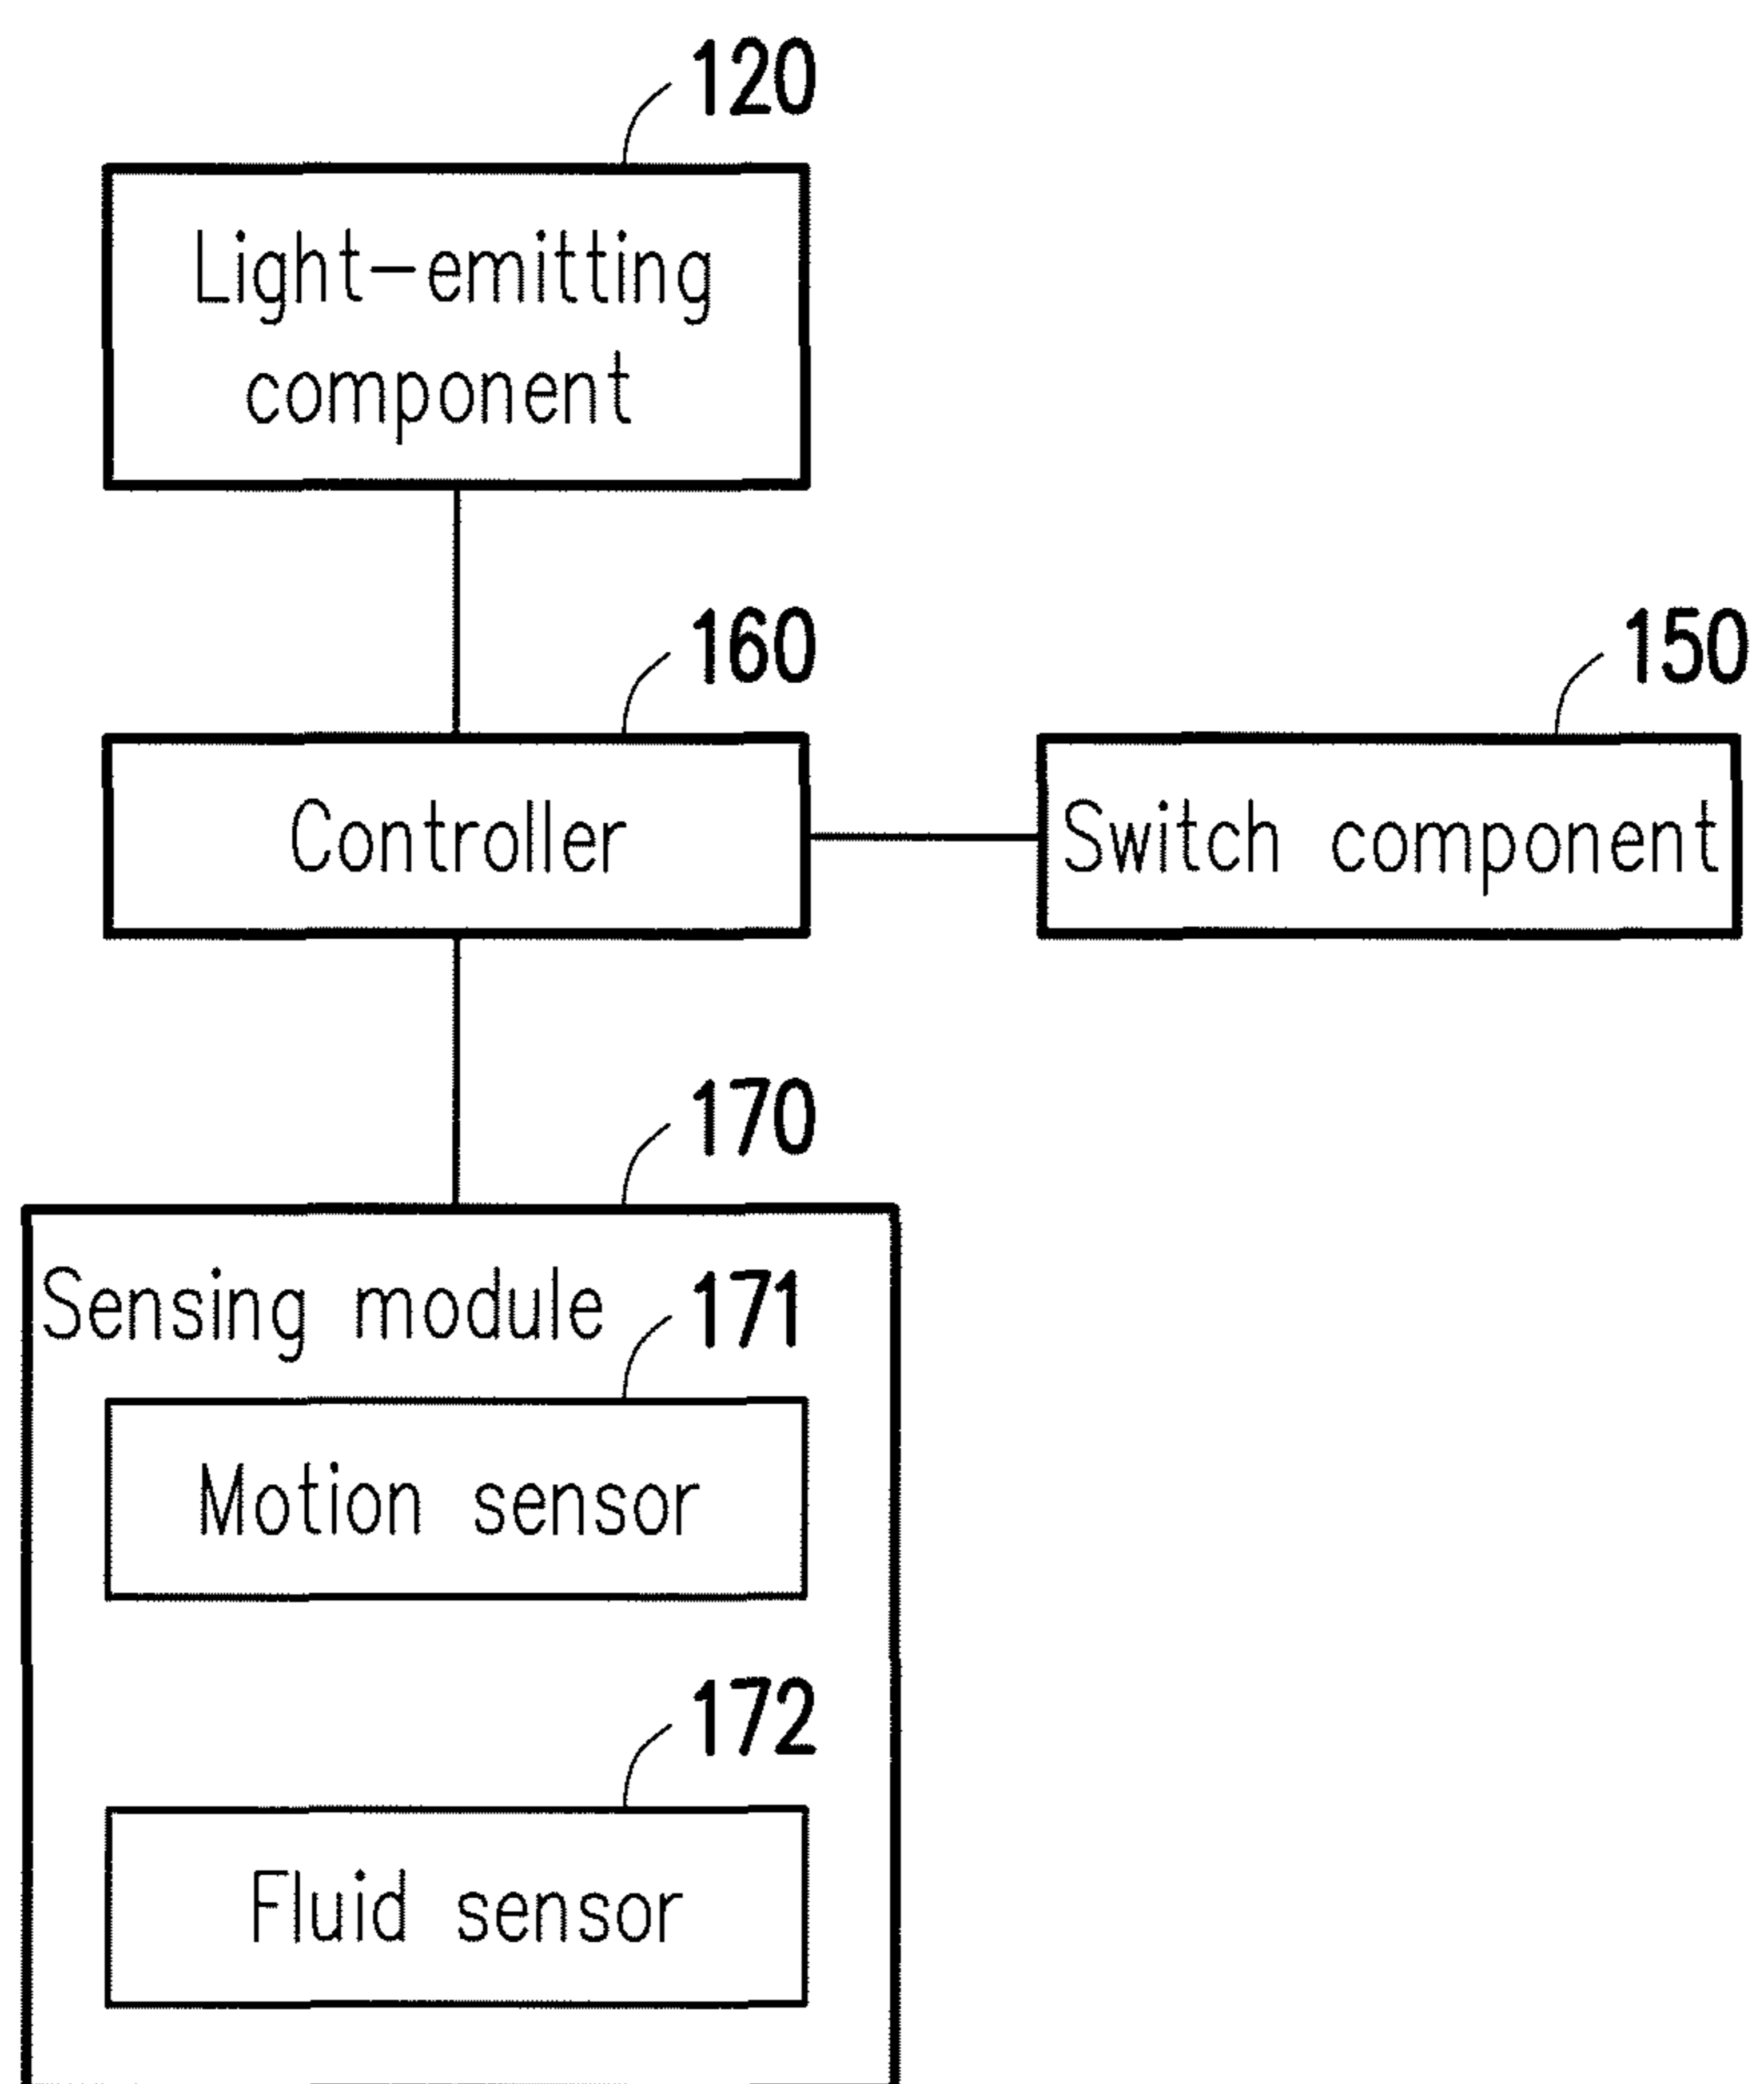 120
Light-emitting
component
160
Controller
150
Switch component
170
Sensing module
171
Motion sensor
172
Fluid sensor